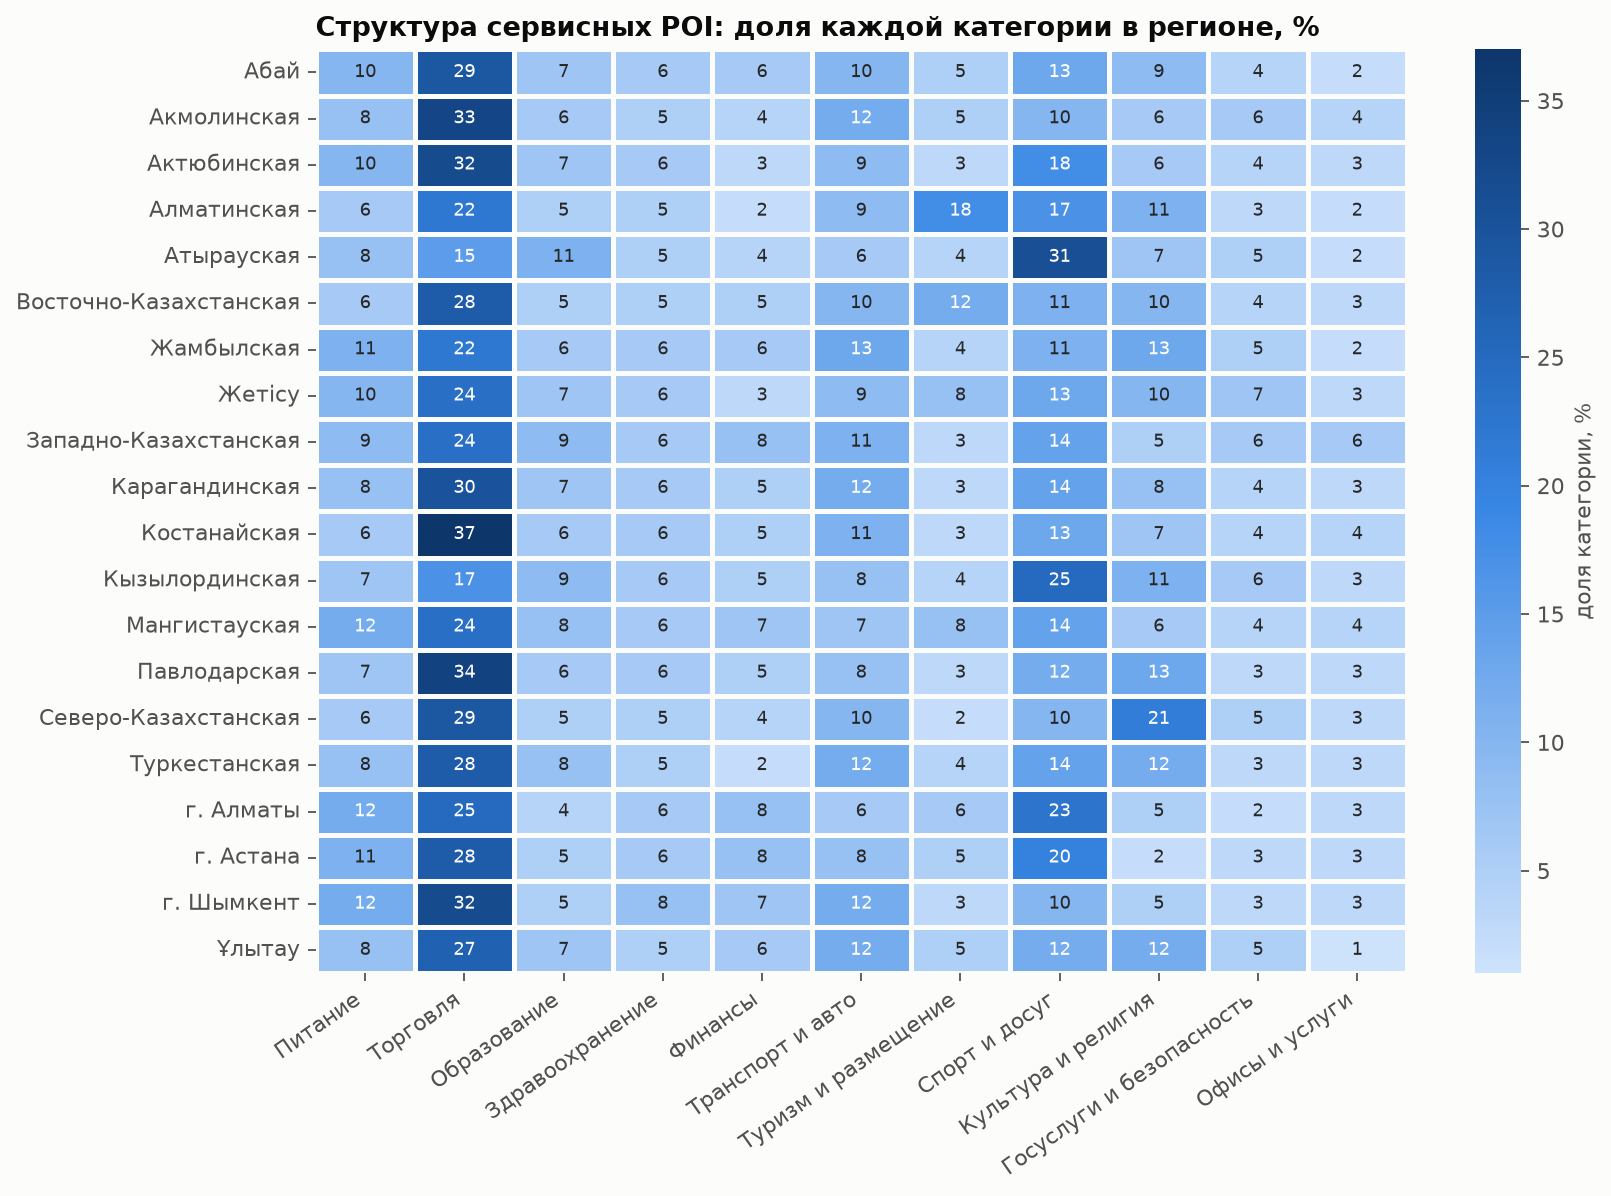 Структура сервисных POI: доля каждой категории в регионе, %
Абай 10 29 7 6 6 10 5 13 9 4 2
Акмолинская 8 33 6 5 4 12 5 10 6 6 4
Актюбинская 10 32 7 6 3 9 3 18 6 4 3
Алматинская 6 22 5 5 2 9 18 17 11 3 2
Атырауская 8 15 11 5 4 6 4 31 7 5 2
Восточно-Казахстанская 6 28 5 5 5 10 12 11 10 4 3
Жамбылская 11 22 6 6 6 13 4 11 13 5 2
Жетісу 10 24 7 6 3 9 8 13 10 7 3
Западно-Казахстанская 9 24 9 6 8 11 3 14 5 6 6
Карагандинская 8 30 7 6 5 12 3 14 8 4 3
Костанайская 6 37 6 6 5 11 3 13 7 4 4
Кызылординская 7 17 9 6 5 8 4 25 11 6 3
Мангистауская 12 24 8 6 7 7 8 14 6 4 4
Павлодарская 7 34 6 6 5 8 3 12 13 3 3
Северо-Казахстанская 6 29 5 5 4 10 2 10 21 5 3
Туркестанская 8 28 8 5 2 12 4 14 12 3 3
г. Алматы 12 25 4 6 8 6 6 23 5 2 3
г. Астана 11 28 5 6 8 8 5 20 2 3 3
г. Шымкент 12 32 5 8 7 12 3 10 5 3 3
Ұлытау 8 27 7 5 6 12 5 12 12 5 1
Питание
Торговля
Образование
Здравоохранение
Финансы
Транспорт и авто
Туризм и размещение
Спорт и досуг
Культура и религия
Госуслуги и безопасность
Офисы и услуги
35
30
25
20
15
10
5
доля категории, %